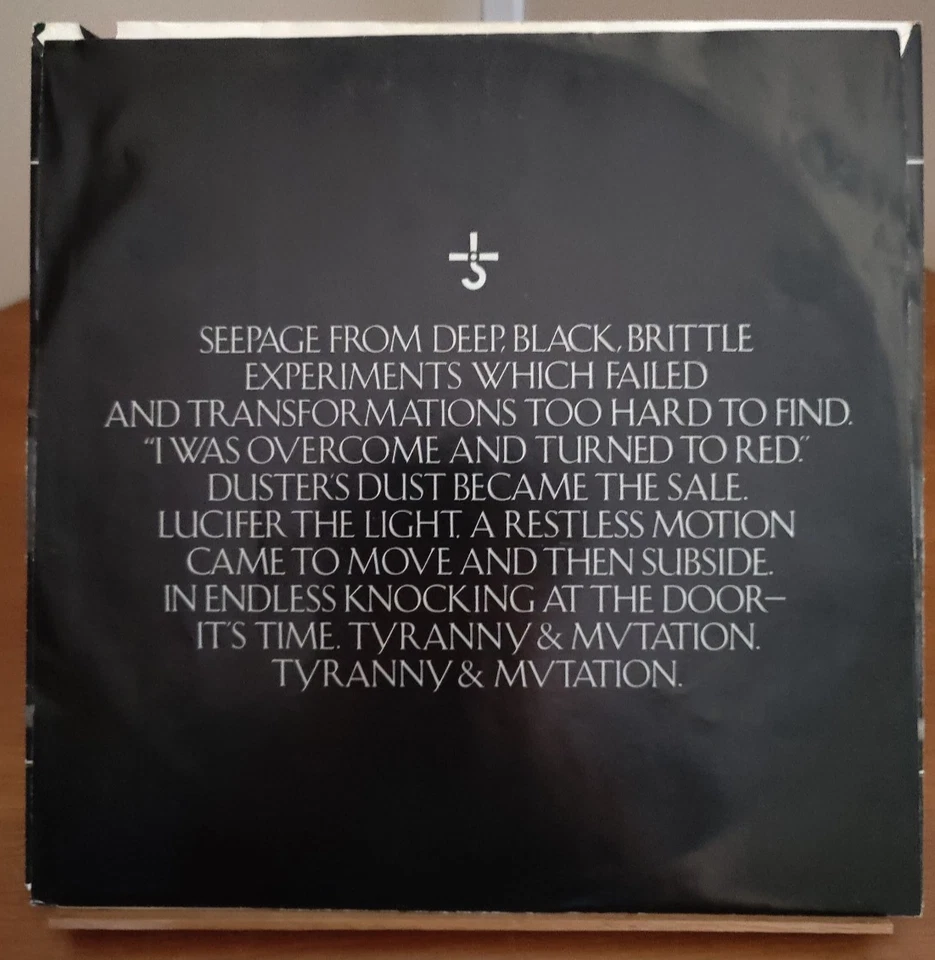 SEEPAGE FROM DEEP, BLACK, BRITTLE
EXPERIMENTS WHICH FAILED
AND TRANSFORMATIONS TOO HARD TO FIND.
“I WAS OVERCOME AND TURNED TO RED.”
DUSTER'S DUST BECAME THE SALE.
LUCIFER THE LIGHT. A RESTLESS MOTION
CAME TO MOVE AND THEN SUBSIDE.
IN ENDLESS KNOCKING AT THE DOOR—
IT'S TIME. TYRANNY & MVTATION.
TYRANNY & MVTATION.